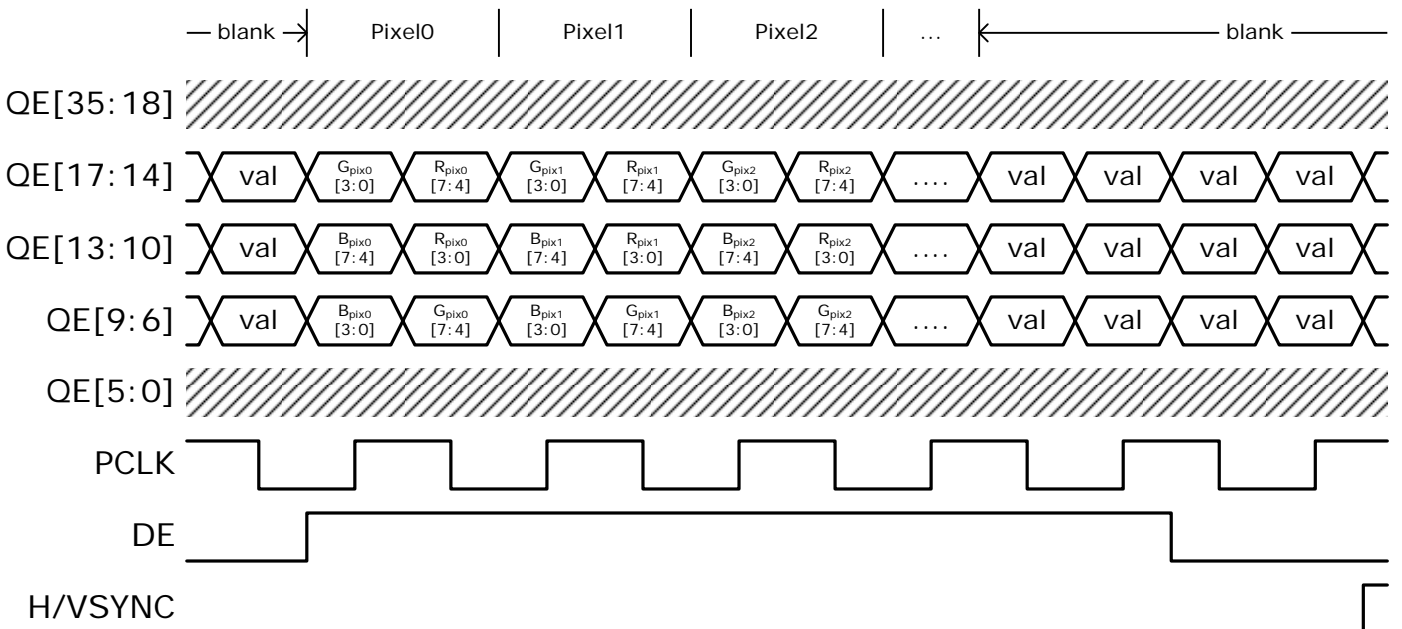 blank Pixel0 Pixel1 Pixel2 ... blank
QE[35:18]
QE[17:14] val Gpix0 [3:0] Rpix0 [7:4] Gpix1 [3:0] Rpix1 [7:4] Gpix2 [3:0] Rpix2 [7:4] .... val val val val
QE[13:10] val Bpix0 [7:4] Rpix0 [3:0] Bpix1 [7:4] Rpix1 [3:0] Bpix2 [7:4] Rpix2 [3:0] .... val val val val
QE[9:6] val Bpix0 [3:0] Gpix0 [7:4] Bpix1 [3:0] Gpix1 [7:4] Bpix2 [3:0] Gpix2 [7:4] .... val val val val
QE[5:0]
PCLK
DE
H/VSYNC